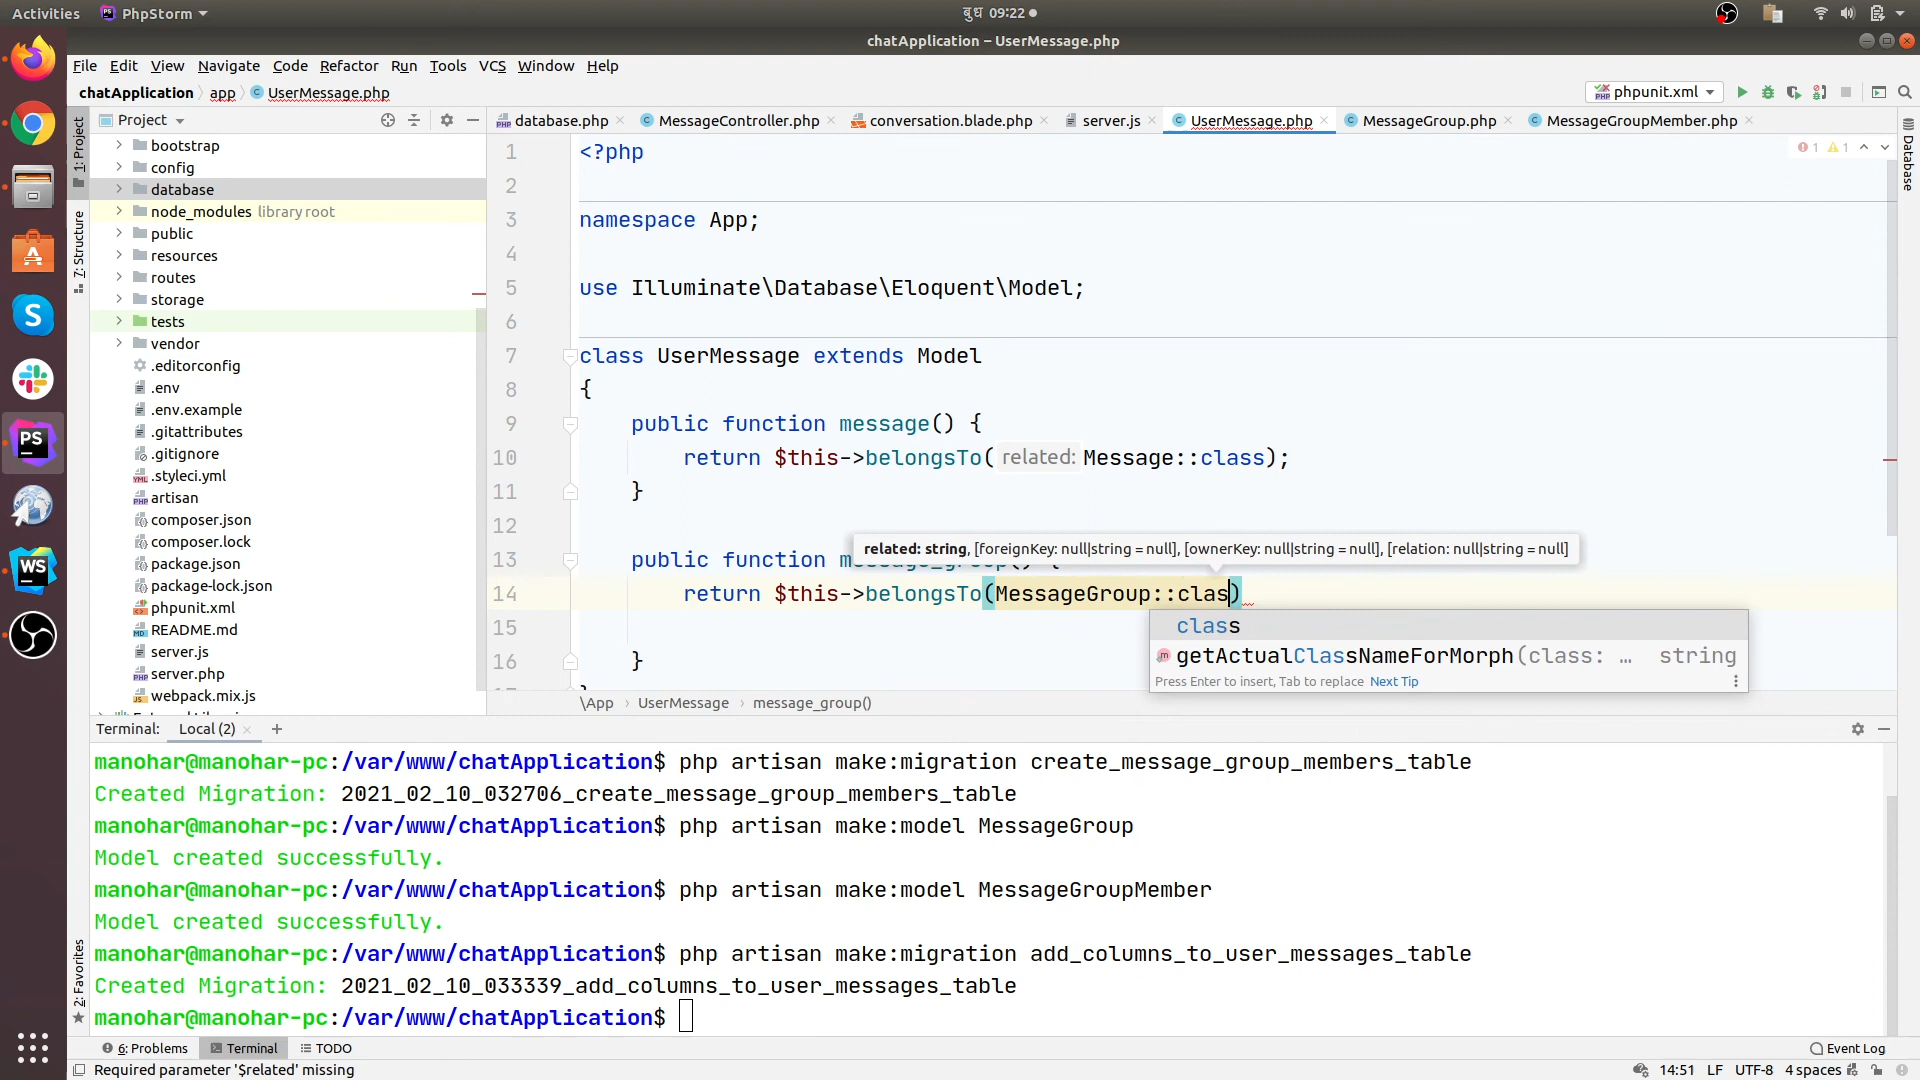 Activities PhpStorm बुध 09:22
chatApplication – UserMessage.php
File Edit View Navigate Code Refactor Run Tools VCS Window Help
chatApplication app UserMessage.php phpunit.xml
Project database.php MessageController.php conversation.blade.php server.js UserMessage.php MessageGroup.php MessageGroupMember.php
1: Project
7: Structure
2: Favorites
Database
bootstrap
config
database
node_modules library root
public
resources
routes
storage
tests
vendor
.editorconfig
.env
.env.example
.gitattributes
.gitignore
.styleci.yml
artisan
composer.json
composer.lock
package.json
package-lock.json
phpunit.xml
README.md
server.js
server.php
webpack.mix.js
1 1
1 <?php
2
3 namespace App;
4
5 use Illuminate\Database\Eloquent\Model;
6
7 class UserMessage extends Model
8 {
9 public function message() {
10 return $this->belongsTo( related: Message::class);
11 }
12
related: string, [foreignKey: null|string = null], [ownerKey: null|string = null], [relation: null|string = null]
13 public function message_group() {
14 return $this->belongsTo(MessageGroup::clas)
15
16 }
class
getActualClassNameForMorph(class: … string
Press Enter to insert, Tab to replace Next Tip
\App › UserMessage › message_group()
Terminal: Local (2)
manohar@manohar-pc:/var/www/chatApplication$ php artisan make:migration create_message_group_members_table
Created Migration: 2021_02_10_032706_create_message_group_members_table
manohar@manohar-pc:/var/www/chatApplication$ php artisan make:model MessageGroup
Model created successfully.
manohar@manohar-pc:/var/www/chatApplication$ php artisan make:model MessageGroupMember
Model created successfully.
manohar@manohar-pc:/var/www/chatApplication$ php artisan make:migration add_columns_to_user_messages_table
Created Migration: 2021_02_10_033339_add_columns_to_user_messages_table
manohar@manohar-pc:/var/www/chatApplication$
6: Problems Terminal TODO Event Log
Required parameter '$related' missing 14:51 LF UTF-8 4 spaces